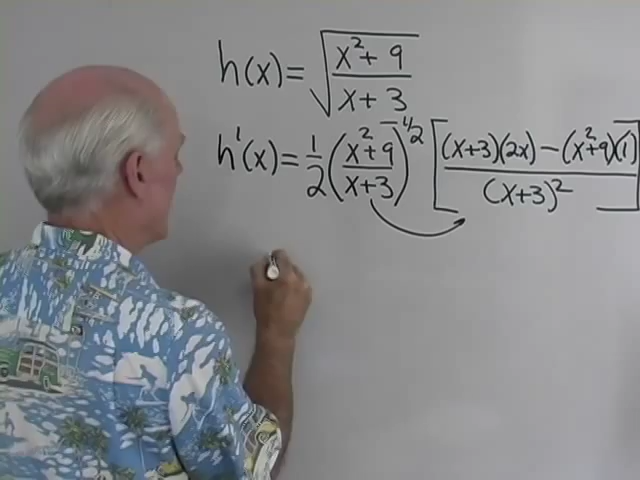 h(x) = √((x² + 9)/(x + 3))
h'(x) = 1/2 ((x² + 9)/(x + 3))^(-1/2) [((x+3)(2x) − (x²+9)(1))/(x+3)²]